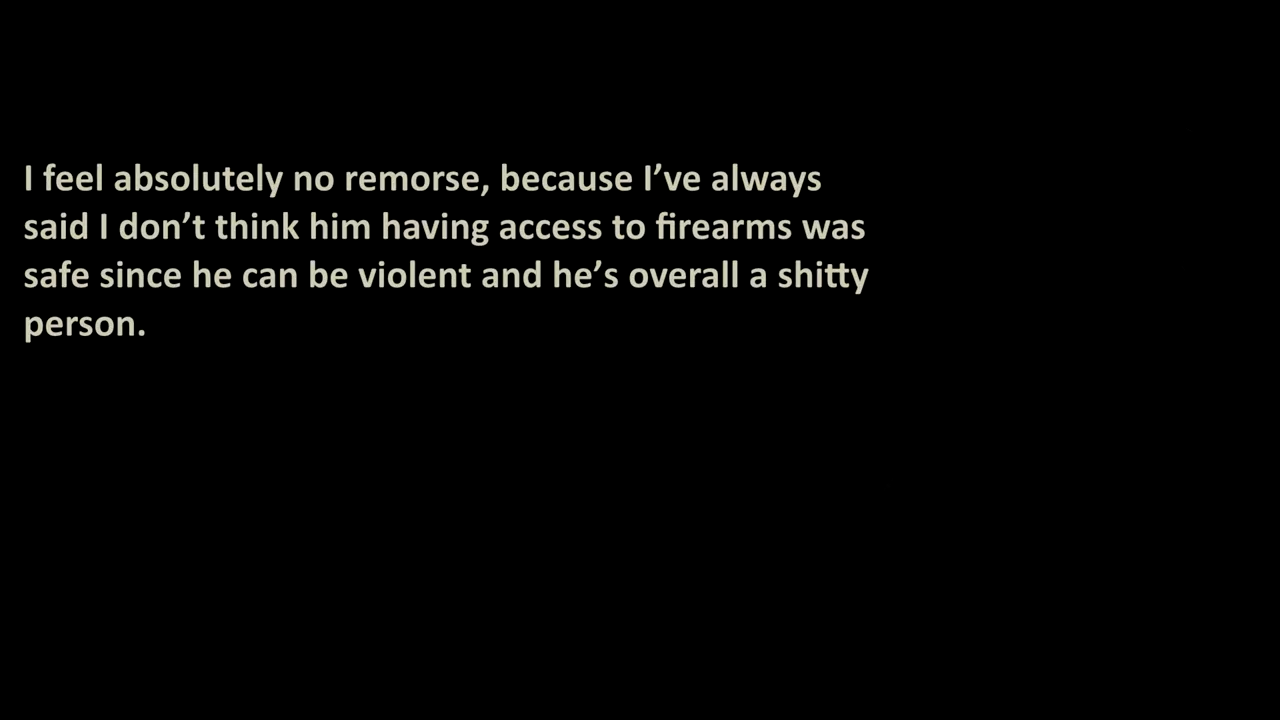 I feel absolutely no remorse, because I’ve always
said I don’t think him having access to firearms was
safe since he can be violent and he’s overall a shitty
person.